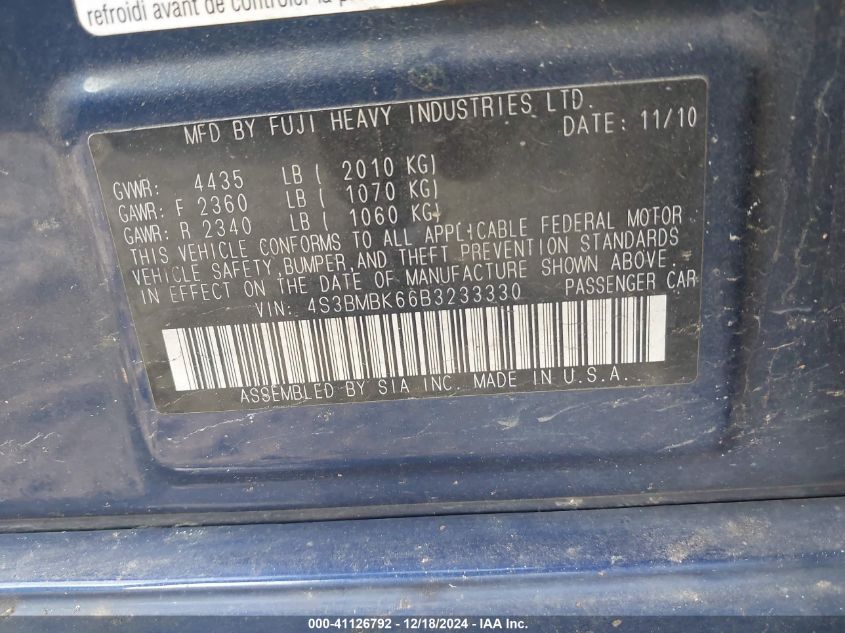 refroidi avant de contrôler la
MFD BY FUJI HEAVY INDUSTRIES LTD.
DATE: 11/10
GVWR: 4435 LB ( 2010 KG)
GAWR: F 2360 LB ( 1070 KG)
GAWR: R 2340 LB ( 1060 KG)
THIS VEHICLE CONFORMS TO ALL APPLICABLE FEDERAL MOTOR
VEHICLE SAFETY, BUMPER, AND THEFT PREVENTION STANDARDS
IN EFFECT ON THE DATE OF MANUFACTURE SHOWN ABOVE.
VIN: 4S3BMBK66B3233330 PASSENGER CAR
ASSEMBLED BY SIA INC. MADE IN U.S.A.
000-41126792 - 12/18/2024 - IAA Inc.